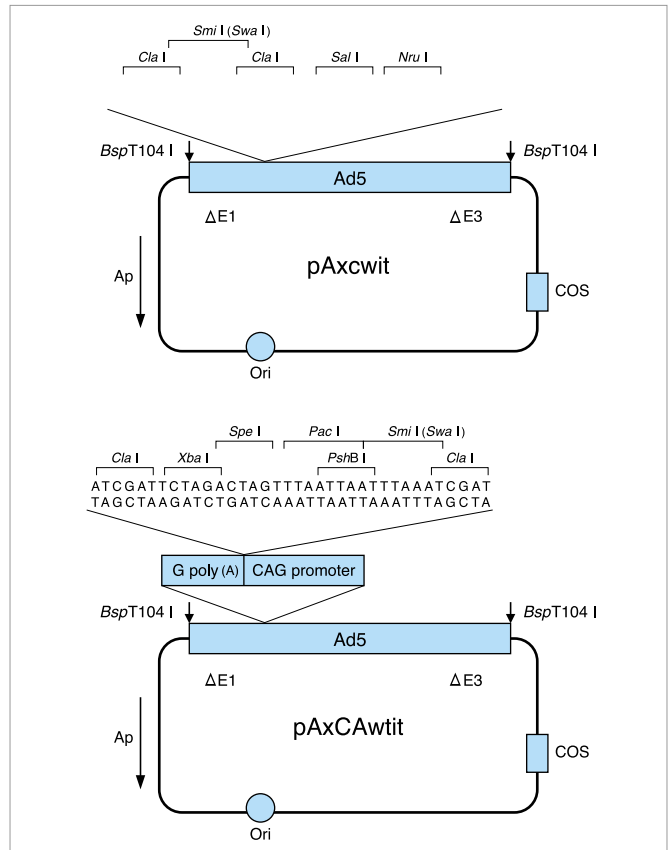 Smi I (Swa I)
Cla I Cla I Sal I Nru I
BspT104 I BspT104 I
Ad5
ΔE1 ΔE3
pAxcwit
Ap
COS
Ori
Spe I Pac I Smi I (Swa I)
Cla I Xba I PshB I Cla I
ATCGATTCTAGACTAGTTTAATTAATTTAAATCGAT
TAGCTAAGATCTGATCAAATTAATTAAATTTAGCTA
G poly (A) CAG promoter
BspT104 I BspT104 I
Ad5
ΔE1 ΔE3
pAxCAwtit
Ap
COS
Ori